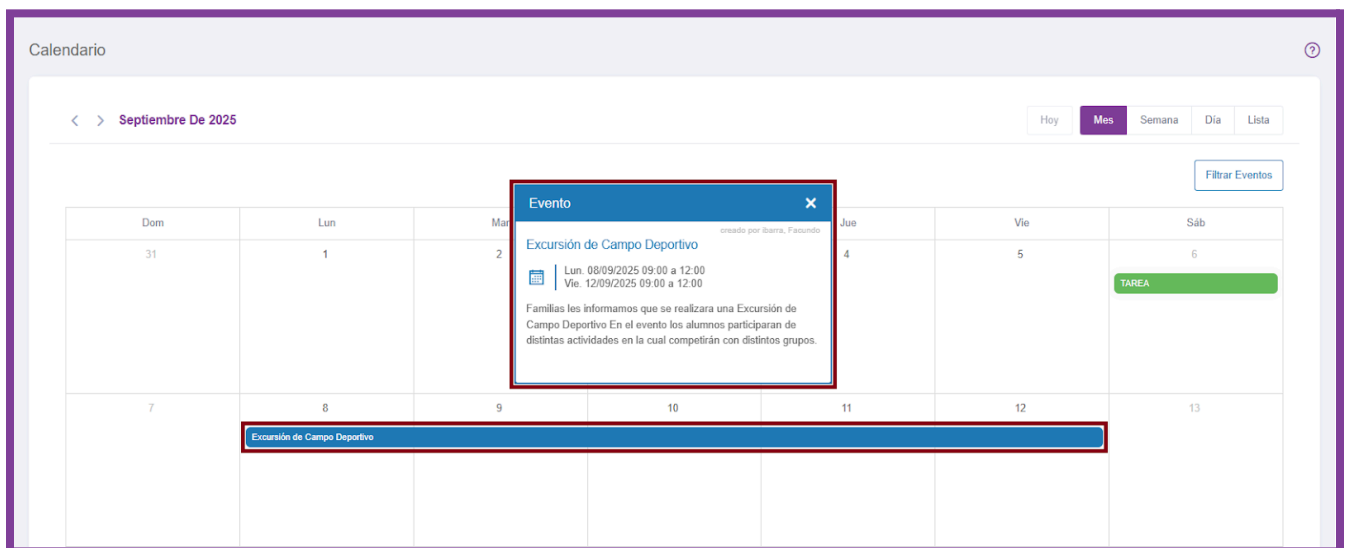 Calendario
?
< > Septiembre De 2025
Hoy Mes Semana Día Lista
Filtrar Eventos
Evento ×
creado por Ibarra, Facundo
Excursión de Campo Deportivo
Lun. 08/09/2025 09:00 a 12:00
Vie. 12/09/2025 09:00 a 12:00
Familias les informamos que se realizara una Excursión de
Campo Deportivo En el evento los alumnos participaran de
distintas actividades en la cual competirán con distintos grupos.
Dom Lun Mar Jue Vie Sáb
31 1 2 4 5 6
TAREA
7 8 9 10 11 12 13
Excursión de Campo Deportivo